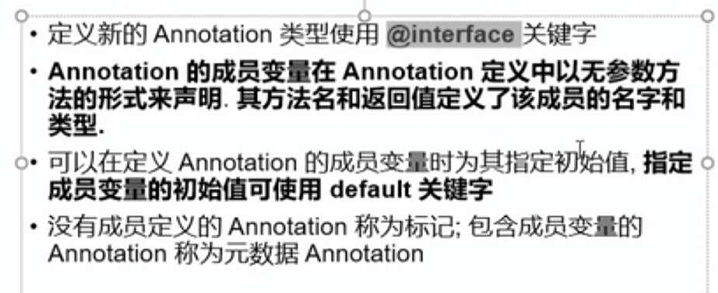 • 定义新的 Annotation 类型使用 @interface 关键字
• Annotation 的成员变量在 Annotation 定义中以无参数方
法的形式来声明. 其方法名和返回值定义了该成员的名字和
类型.
• 可以在定义 Annotation 的成员变量时为其指定初始值, 指定
成员变量的初始值可使用 default 关键字
• 没有成员定义的 Annotation 称为标记; 包含成员变量的
Annotation 称为元数据 Annotation